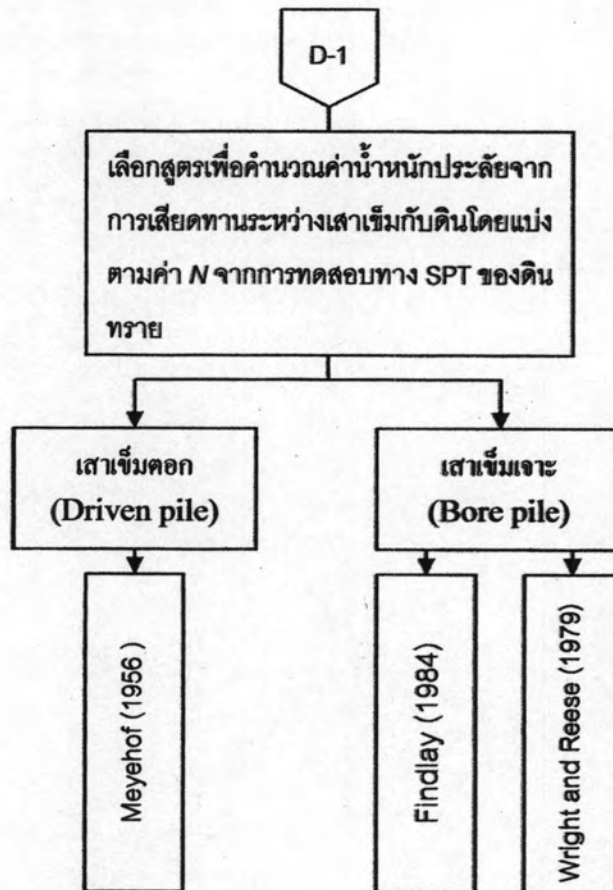 D-1
เลือกสูตรเพื่อคำนวณค่าน้ำหนักประลัยจาก
การเสียดทานระหว่างเสาเข็มกับดินโดยแบ่ง
ตามค่า N จากการทดสอบทาง SPT ของดิน
ทราย
เสาเข็มตอก
(Driven pile)
เสาเข็มเจาะ
(Bore pile)
Meyehof (1956 )
Findlay (1984)
Wright and Reese (1979)